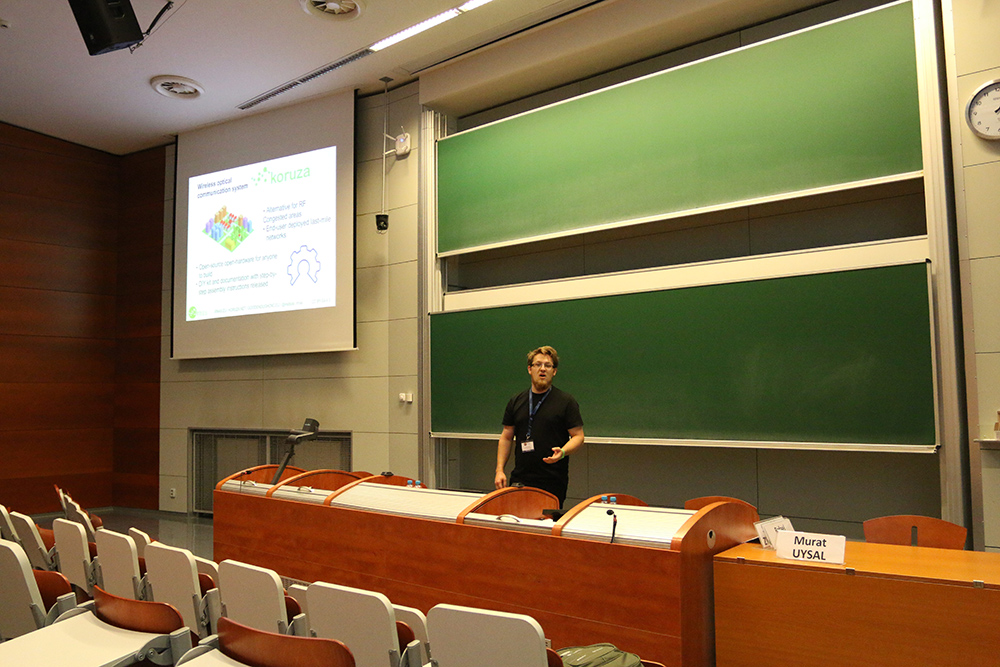 Wireless optical
communication system
koruza
• Alternative for RF
Congested areas
• End-user deployed last-mile
networks
• Open-source open-hardware for anyone
to build
• DIY kit and documentation with step-by-
step assembly instructions released
Murat
UYSAL